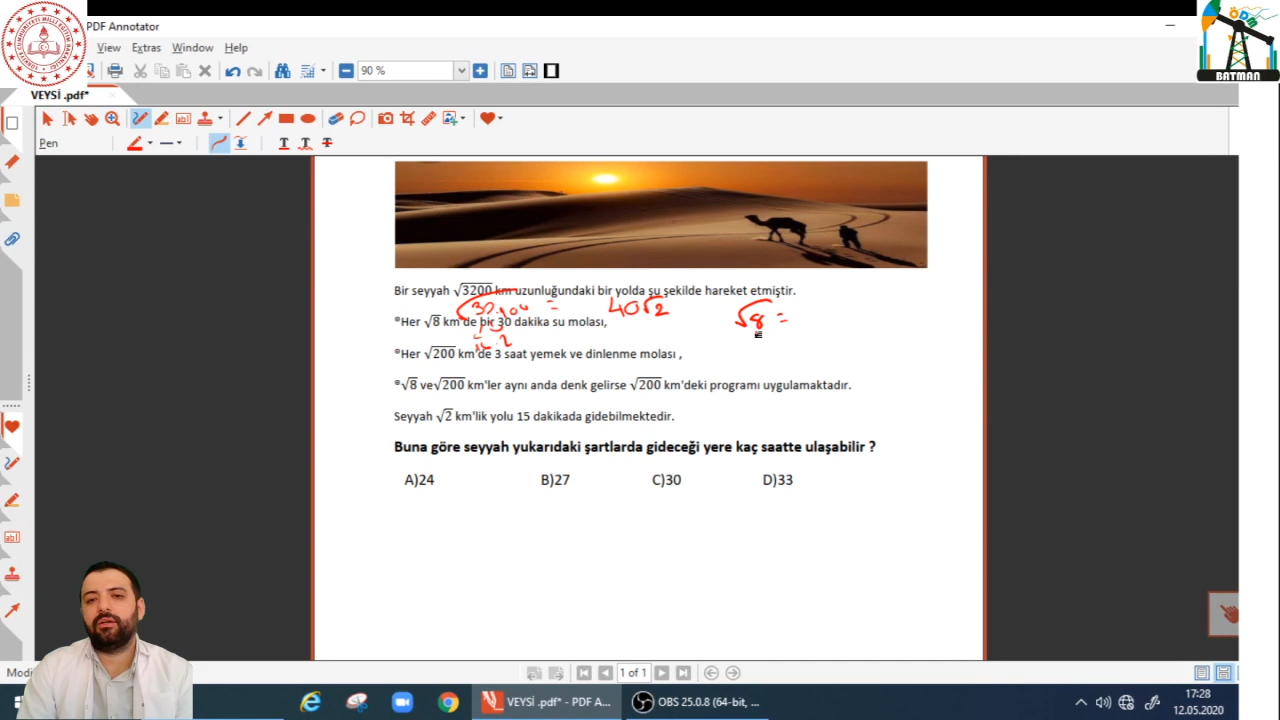 PDF Annotator
View Extras Window Help
90 %
VEYSİ .pdf*
Pen
Bir seyyah √3200 km uzunluğundaki bir yolda şu şekilde hareket etmiştir.
40√2
√8 =
*Her √8 km'de bir 30 dakika su molası,
*Her √200 km'de 3 saat yemek ve dinlenme molası ,
*√8 ve√200 km'ler aynı anda denk gelirse √200 km'deki programı uygulamaktadır.
Seyyah √2 km'lik yolu 15 dakikada gidebilmektedir.
Buna göre seyyah yukarıdaki şartlarda gideceği yere kaç saatte ulaşabilir ?
A)24 B)27 C)30 D)33
1 of 1
Modi
VEYSİ .pdf* - PDF A...
OBS 25.0.8 (64-bit, ...
17:28
12.05.2020
ÖDS
BATMAN